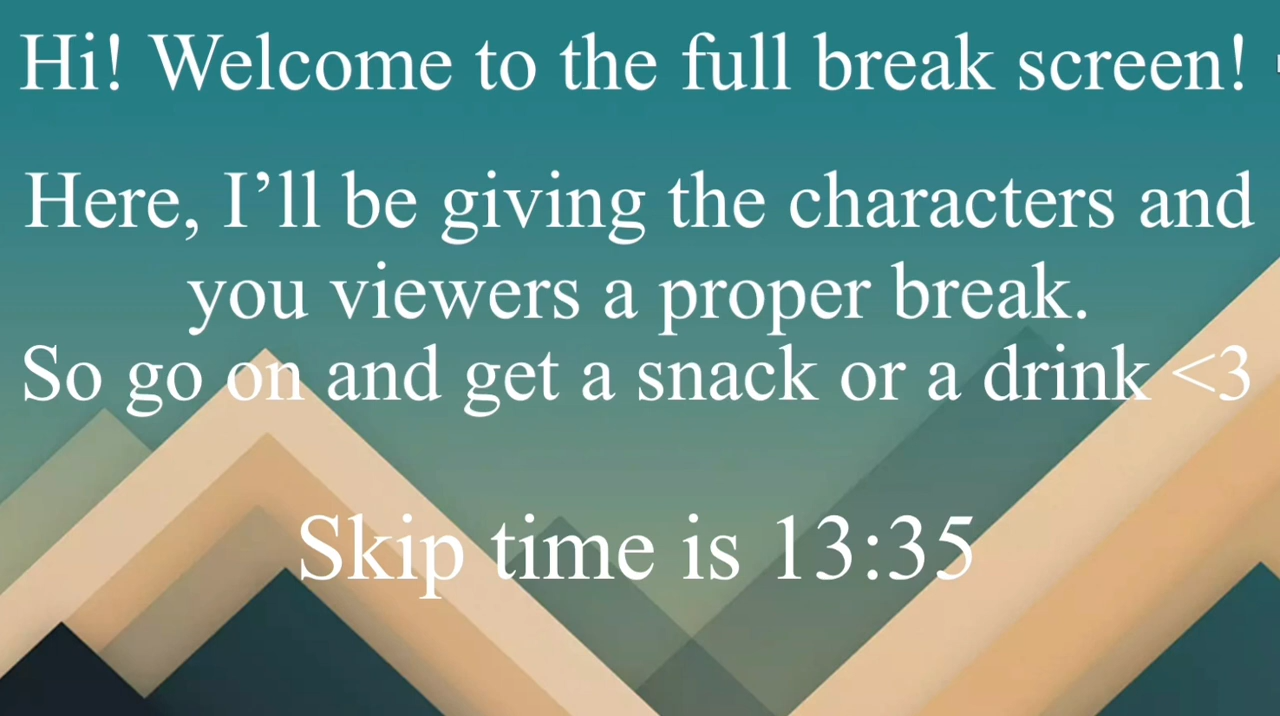 Hi! Welcome to the full break screen!
Here, I’ll be giving the characters and
you viewers a proper break.
So go on and get a snack or a drink <3
Skip time is 13:35